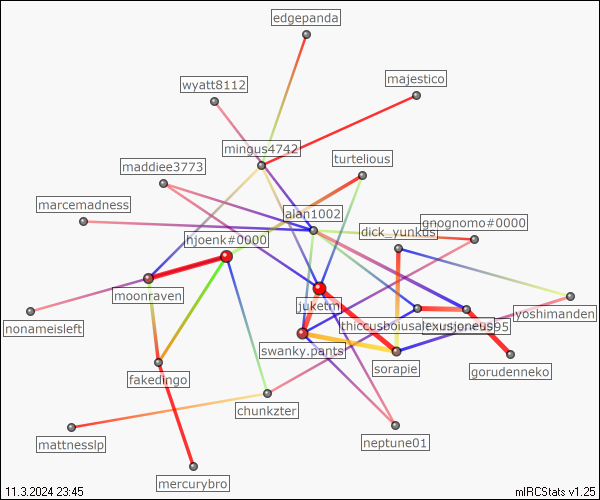 edgepanda
majestico
wyatt8112
mingus4742
turtelious
maddiee3773
marcemadness
alan1002
gnognomo#0000
dick_yunkus
hjoenk#0000
moonraven
juketm
yoshimanden
nonameisleft
swanky.pants
sorapie
gorudenneko
fakedingo
chunkzter
mattnesslp
neptune01
mercurybro
11.3.2024 23:45
mIRCStats v1.25